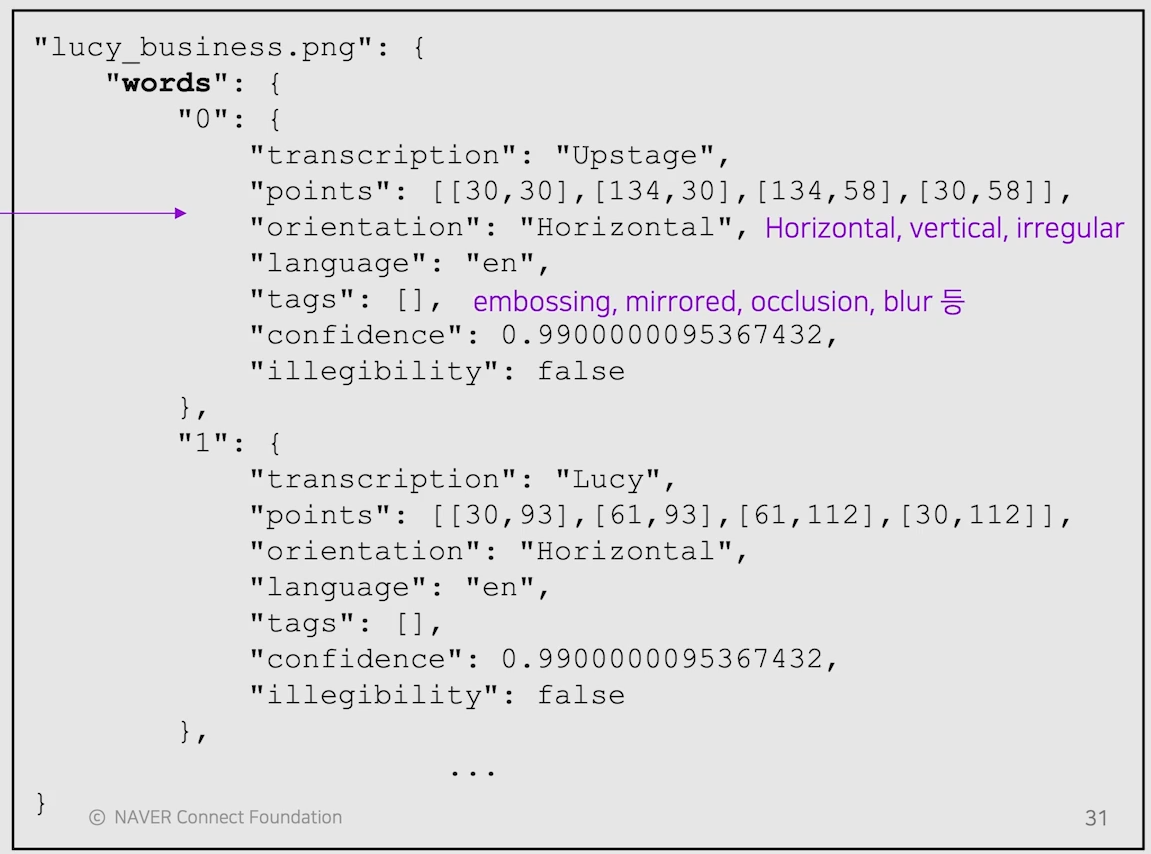 "lucy_business.png": {
"words": {
"0": {
"transcription": "Upstage",
"points": [[30,30],[134,30],[134,58],[30,58]],
"orientation": "Horizontal", Horizontal, vertical, irregular
"language": "en",
"tags": [], embossing, mirrored, occlusion, blur 등
"confidence": 0.9900000095367432,
"illegibility": false
},
"1": {
"transcription": "Lucy",
"points": [[30,93],[61,93],[61,112],[30,112]],
"orientation": "Horizontal",
"language": "en",
"tags": [],
"confidence": 0.9900000095367432,
"illegibility": false
},
...
}
© NAVER Connect Foundation
31